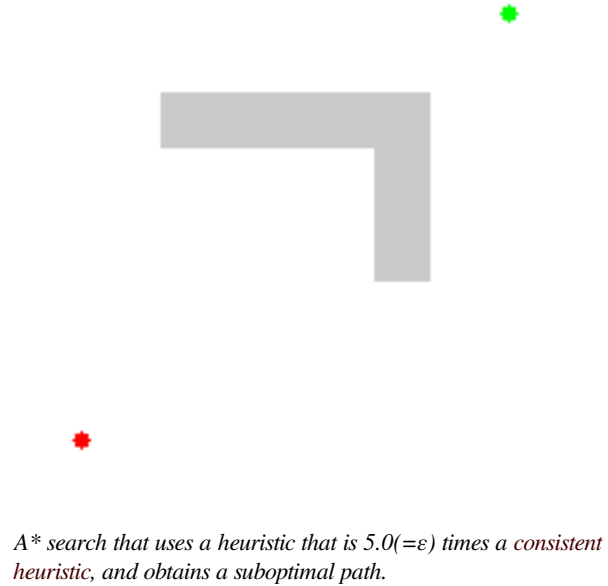 A* search that uses a heuristic that is 5.0(=ε) times a consistent
heuristic, and obtains a suboptimal path.